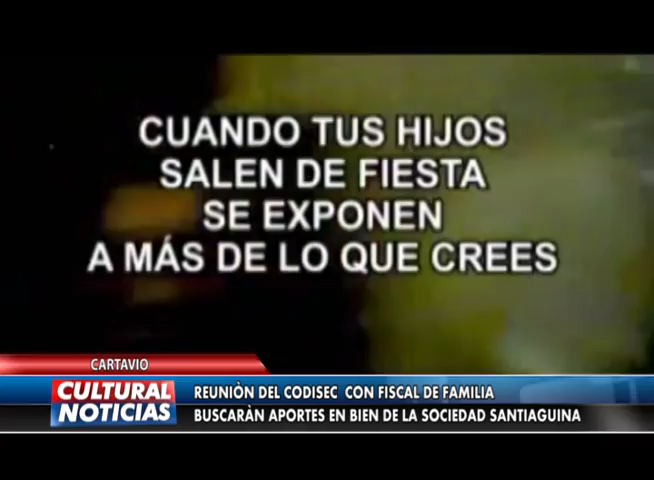 CUANDO TUS HIJOS
SALEN DE FIESTA
SE EXPONEN
A MÁS DE LO QUE CREES
CARTAVIO
CULTURAL
NOTICIAS
REUNIÒN DEL CODISEC CON FISCAL DE FAMILIA
BUSCARÀN APORTES EN BIEN DE LA SOCIEDAD SANTIAGUINA